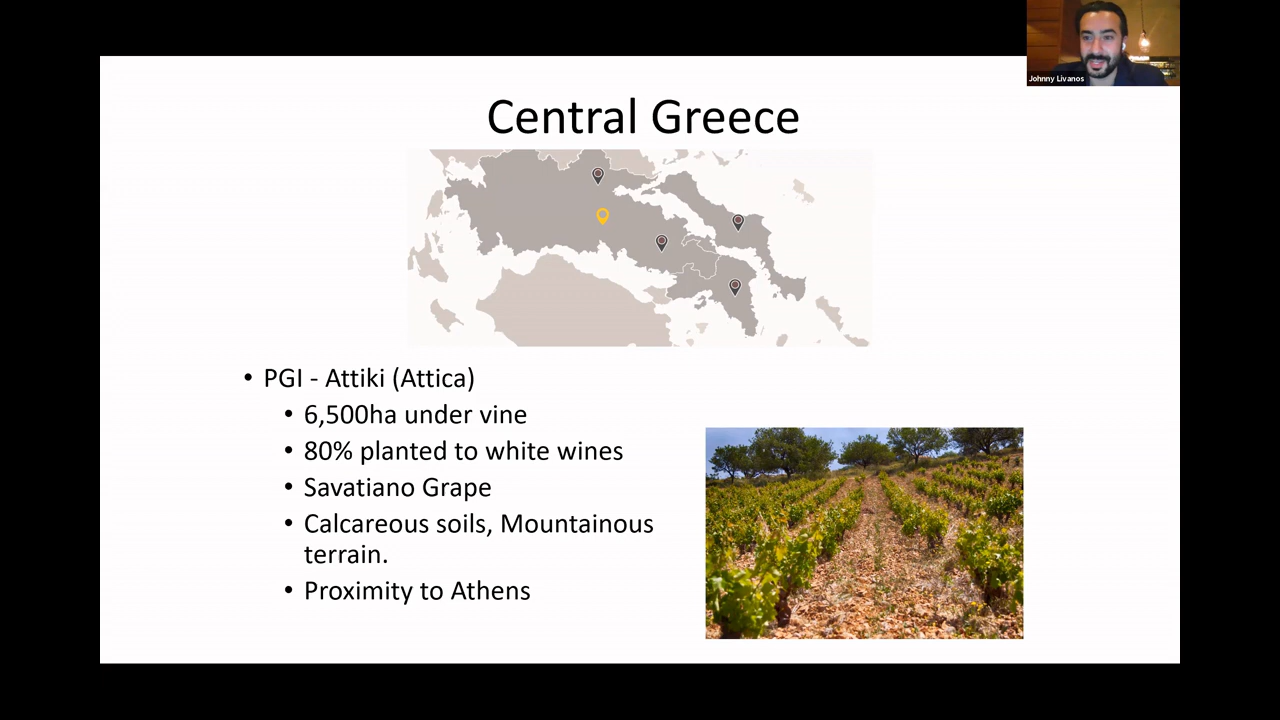 Johnny Livanos
Central Greece
• PGI - Attiki (Attica)
• 6,500ha under vine
• 80% planted to white wines
• Savatiano Grape
• Calcareous soils, Mountainous
terrain.
• Proximity to Athens